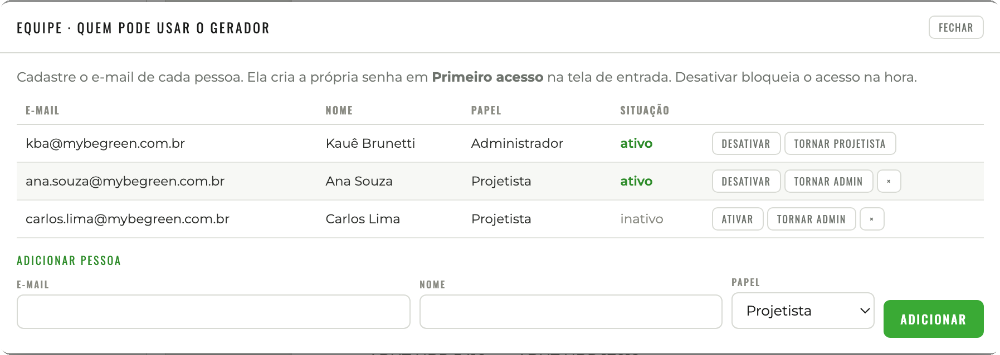 EQUIPE · QUEM PODE USAR O GERADOR
FECHAR
Cadastre o e-mail de cada pessoa. Ela cria a própria senha em Primeiro acesso na tela de entrada. Desativar bloqueia o acesso na hora.
E-MAIL NOME PAPEL SITUAÇÃO
kba@mybegreen.com.br Kauê Brunetti Administrador ativo DESATIVAR TORNAR PROJETISTA
ana.souza@mybegreen.com.br Ana Souza Projetista ativo DESATIVAR TORNAR ADMIN ×
carlos.lima@mybegreen.com.br Carlos Lima Projetista inativo ATIVAR TORNAR ADMIN ×
ADICIONAR PESSOA
E-MAIL NOME PAPEL
Projetista ADICIONAR